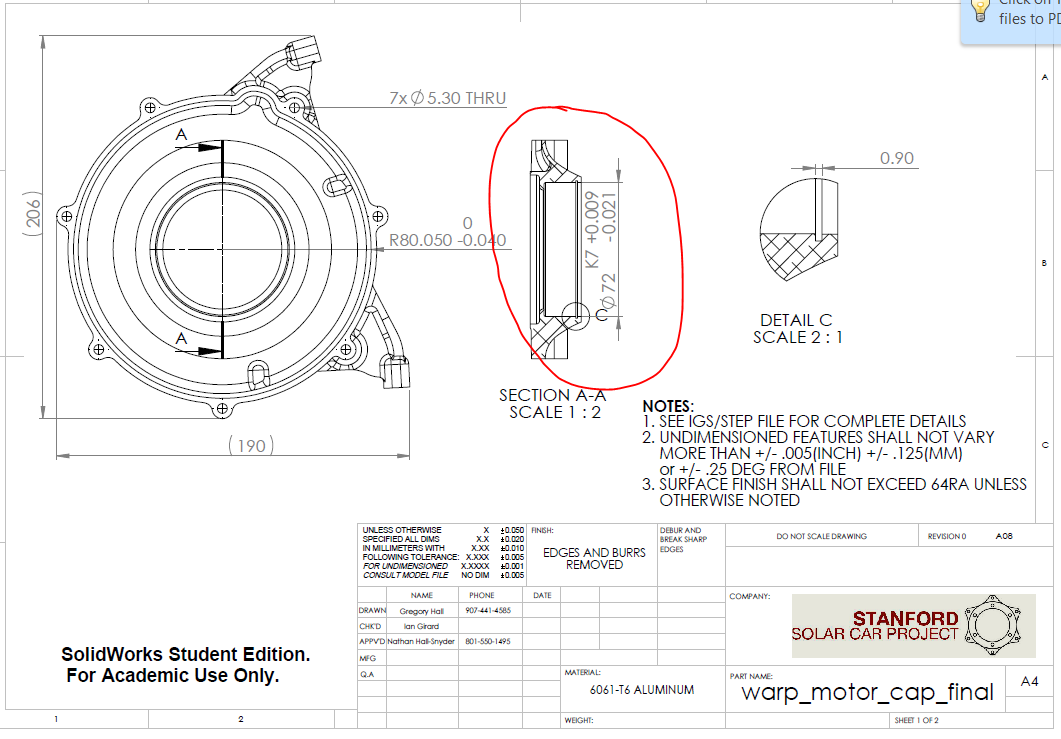 Click on
files to PD
A
7x Ø 5.30 THRU
0.90
A
(206)
0
R80.050 -0.040
K7 +0.009
Ø72 -0.021
C
B
A
DETAIL C
SCALE 2 : 1
SECTION A-A
SCALE 1 : 2
(190)
NOTES:
1. SEE IGS/STEP FILE FOR COMPLETE DETAILS
2. UNDIMENSIONED FEATURES SHALL NOT VARY
MORE THAN +/- .005(INCH) +/- .125(MM)
or +/- .25 DEG FROM FILE
3. SURFACE FINISH SHALL NOT EXCEED 64RA UNLESS
OTHERWISE NOTED
C
UNLESS OTHERWISE X ±0.050
SPECIFIED ALL DIMS X.X ±0.020
IN MILLIMETERS WITH X.XX ±0.010
FOLLOWING TOLERANCE: X.XXX ±0.005
FOR UNDIMENSIONED X.XXXX ±0.001
CONSULT MODEL FILE NO DIM ±0.005
FINISH:
EDGES AND BURRS
REMOVED
DEBUR AND
BREAK SHARP
EDGES
DO NOT SCALE DRAWING
REVISION 0 A08
NAME PHONE DATE
DRAWN Gregory Hall 907-441-4585
CHK'D Ian Girard
APPV'D Nathan Hall-Snyder 801-550-1495
MFG
Q.A
COMPANY:
STANFORD
SOLAR CAR PROJECT
MATERIAL:
6061-T6 ALUMINUM
PART NAME:
warp_motor_cap_final
A4
WEIGHT:
SHEET 1 OF 2
SolidWorks Student Edition.
For Academic Use Only.
1 2